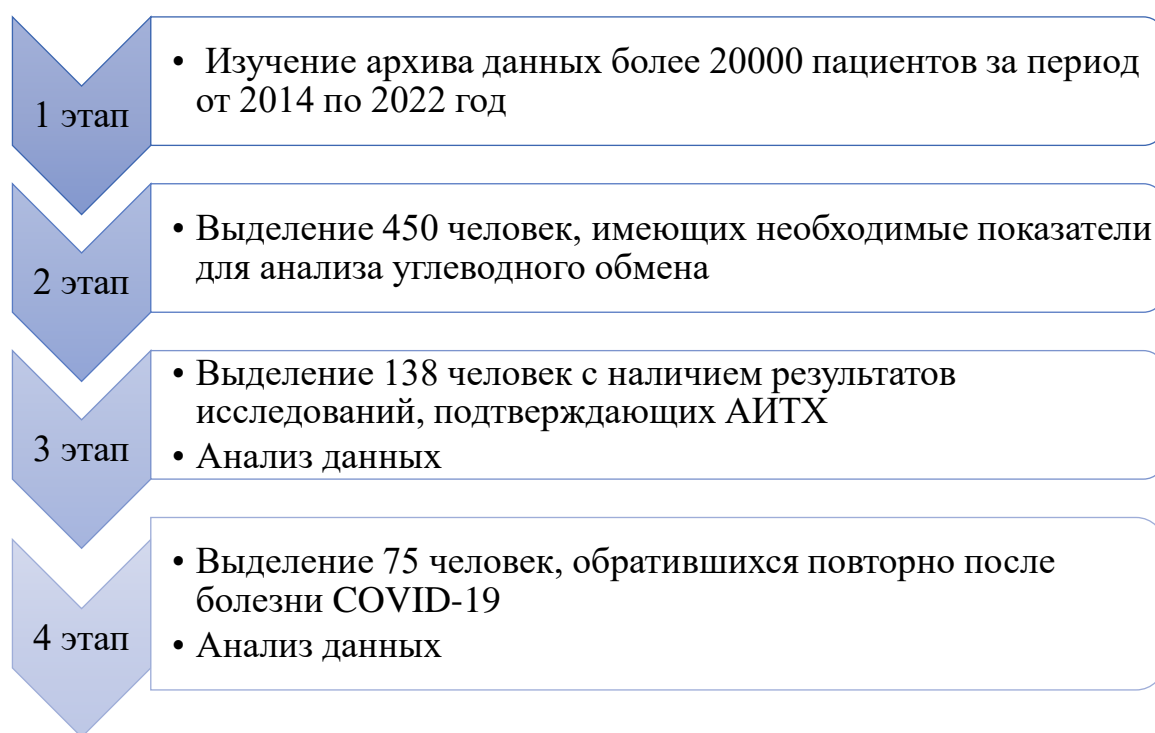 1 этап
• Изучение архива данных более 20000 пациентов за период
от 2014 по 2022 год
2 этап
• Выделение 450 человек, имеющих необходимые показатели
для анализа углеводного обмена
3 этап
• Выделение 138 человек с наличием результатов
исследований, подтверждающих АИТХ
• Анализ данных
4 этап
• Выделение 75 человек, обратившихся повторно после
болезни COVID-19
• Анализ данных